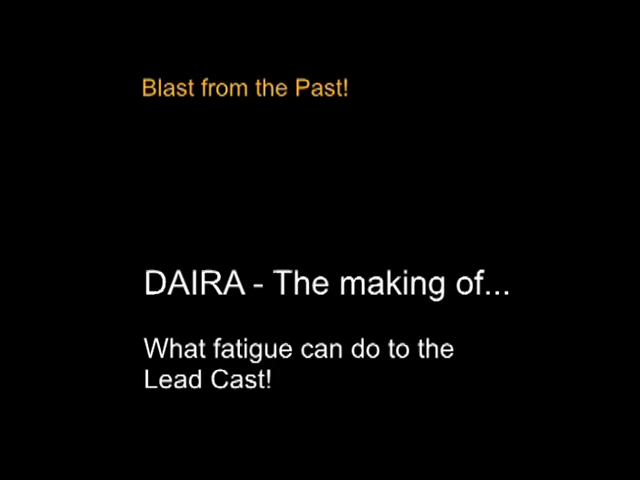 Blast from the Past!
DAIRA - The making of...
What fatigue can do to the
Lead Cast!